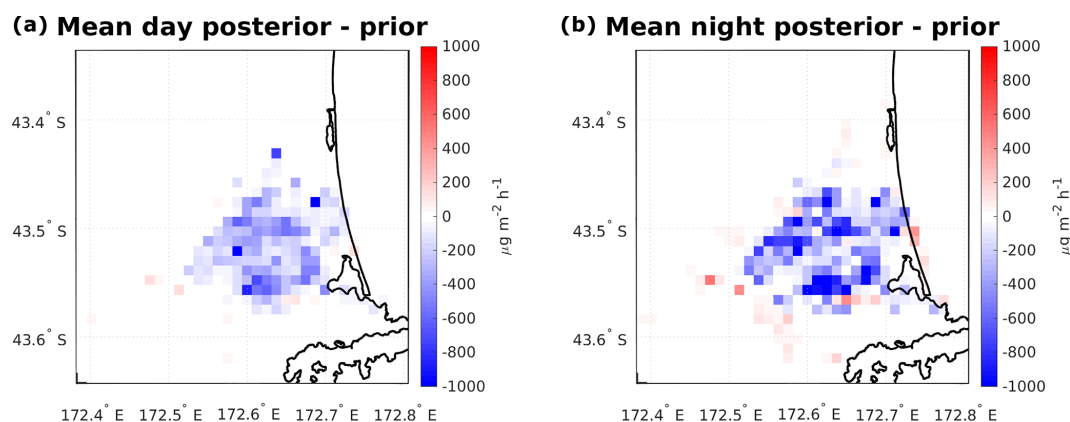 (a) Mean day posterior - prior
1000
800
600
400
200
0
-200
-400
-600
-800
-1000
μg m-2 h-1
43.4° S
43.5° S
43.6° S
172.4° E 172.5° E 172.6° E 172.7° E 172.8° E
(b) Mean night posterior - prior
1000
800
600
400
200
0
-200
-400
-600
-800
-1000
μg m-2 h-1
43.4° S
43.5° S
43.6° S
172.4° E 172.5° E 172.6° E 172.7° E 172.8° E